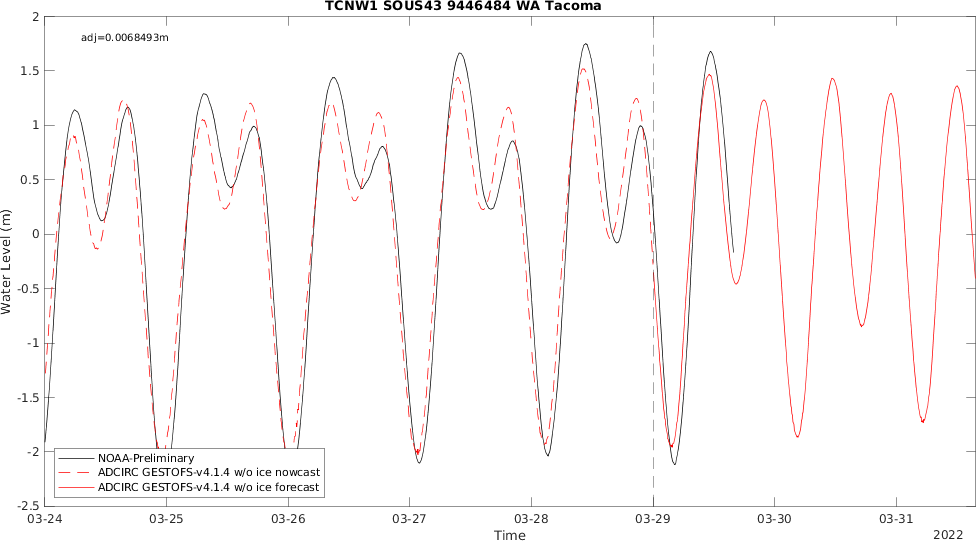 TCNW1 SOUS43 9446484 WA Tacoma
adj=0.0068493m
2
1.5
1
0.5
0
-0.5
-1
-1.5
-2
-2.5
Water Level (m)
NOAA-Preliminary
ADCIRC GESTOFS-v4.1.4 w/o ice nowcast
ADCIRC GESTOFS-v4.1.4 w/o ice forecast
03-24 03-25 03-26 03-27 03-28 03-29 03-30 03-31
Time
2022